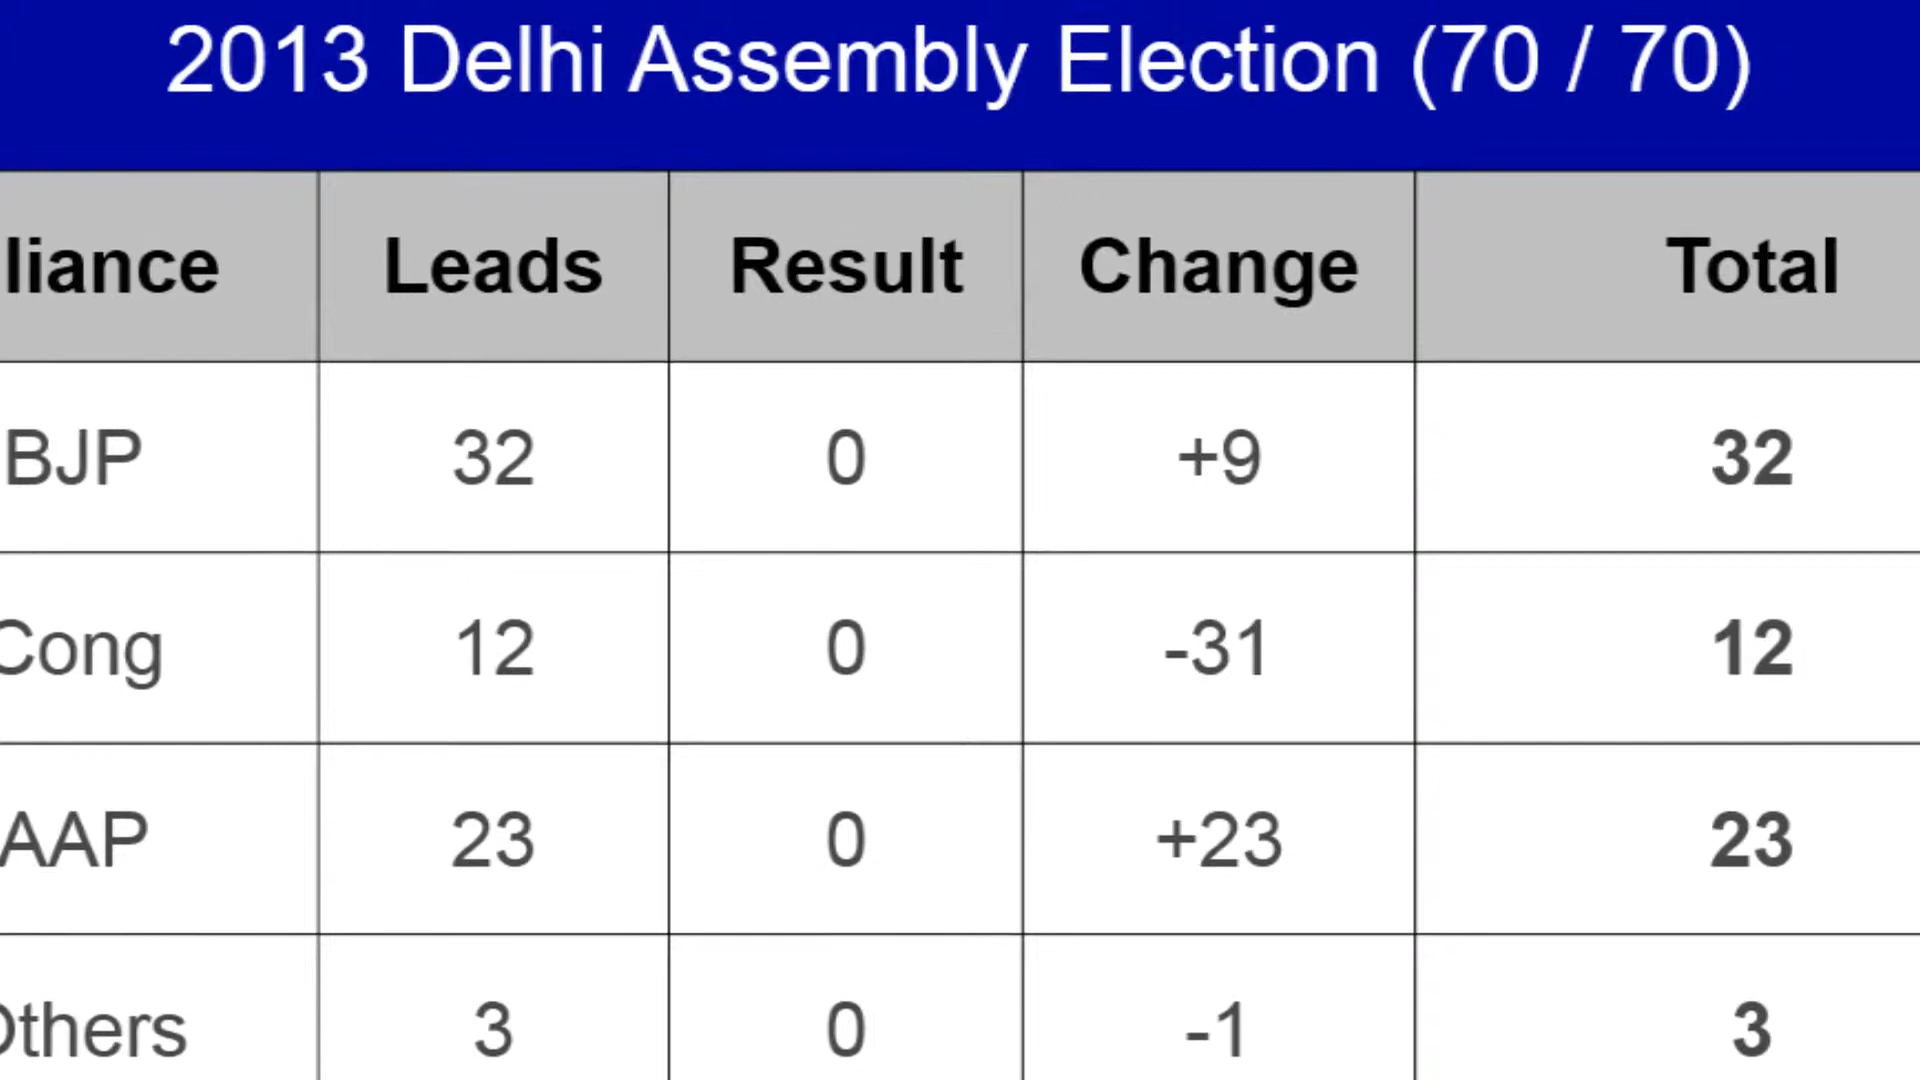 2013 Delhi Assembly Election (70 / 70)
liance Leads Result Change Total
BJP 32 0 +9 32
Cong 12 0 -31 12
AAP 23 0 +23 23
Others 3 0 -1 3